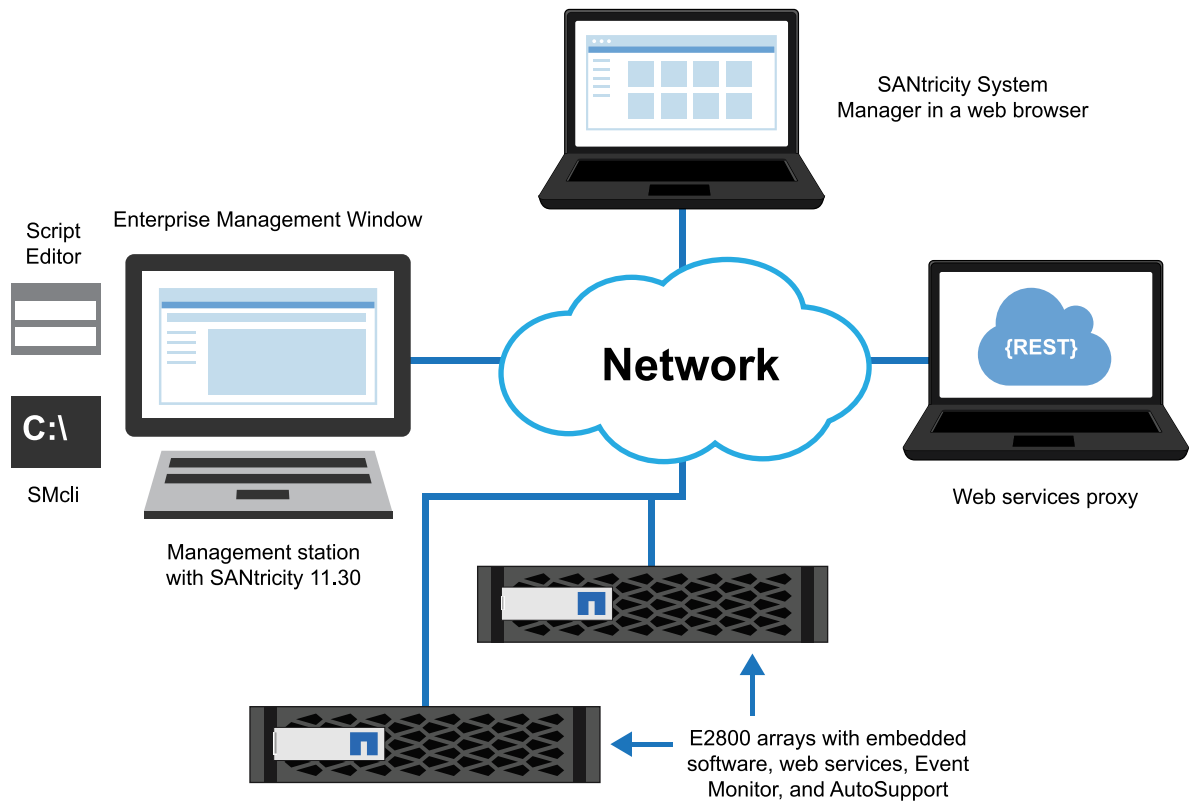 SANtricity System
Manager in a web browser
Enterprise Management Window
Script
Editor
C:\
SMcli
Network
{REST}
Web services proxy
Management station
with SANtricity 11.30
E2800 arrays with embedded
software, web services, Event
Monitor, and AutoSupport